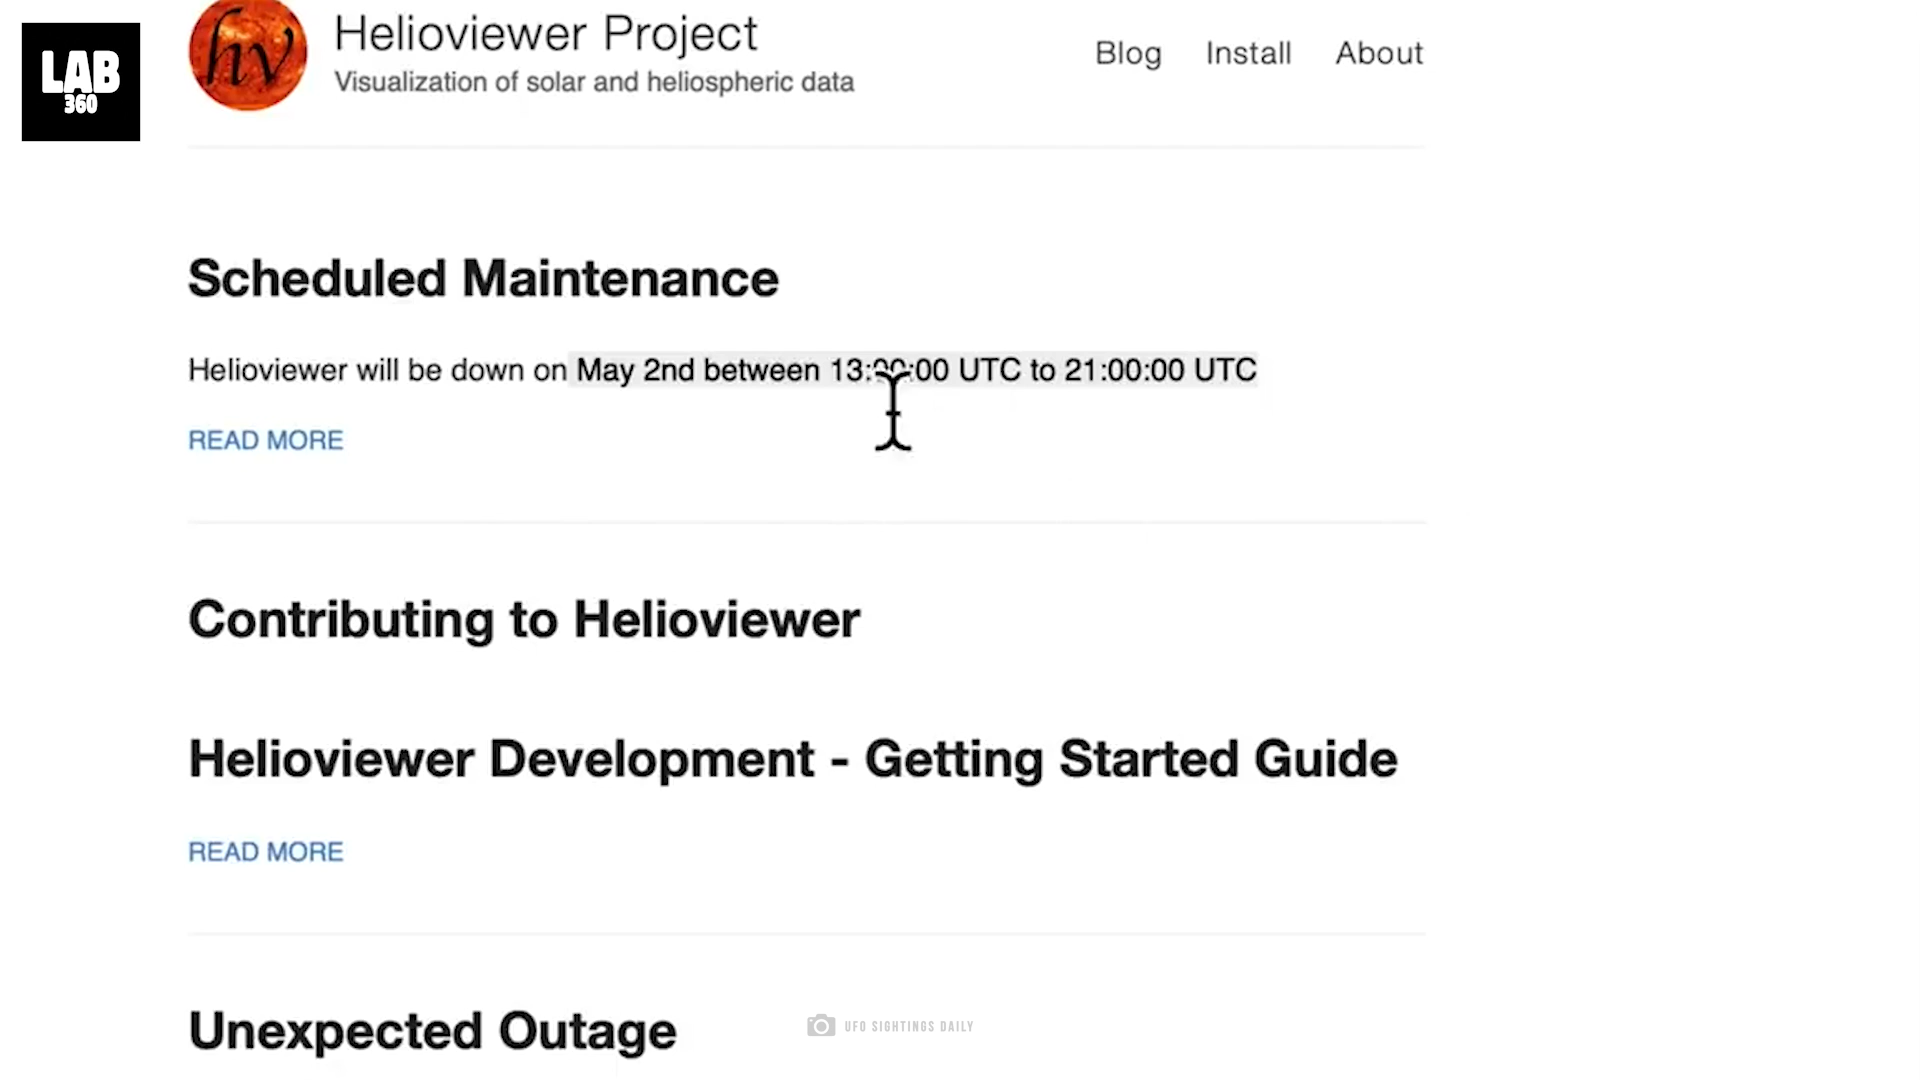 LAB
360
hv
Helioviewer Project
Visualization of solar and heliospheric data
Blog Install About
Scheduled Maintenance
Helioviewer will be down on May 2nd between 13:00:00 UTC to 21:00:00 UTC
READ MORE
Contributing to Helioviewer
Helioviewer Development - Getting Started Guide
READ MORE
Unexpected Outage
UFO SIGHTINGS DAILY